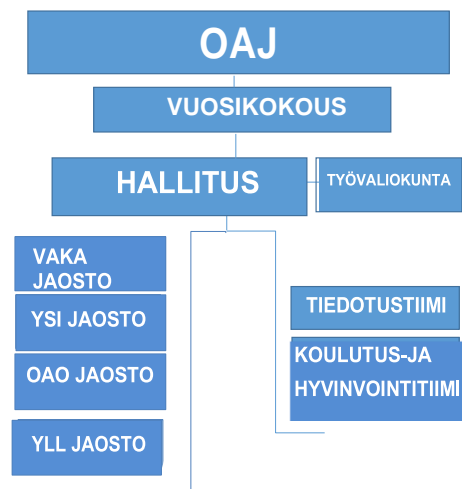 OAJ
VUOSIKOKOUS
HALLITUS
TYÖVALIOKUNTA
VAKA
JAOSTO
YSI JAOSTO
OAO JAOSTO
YLL JAOSTO
TIEDOTUSTIIMI
KOULUTUS-JA
HYVINVOINTITIIMI